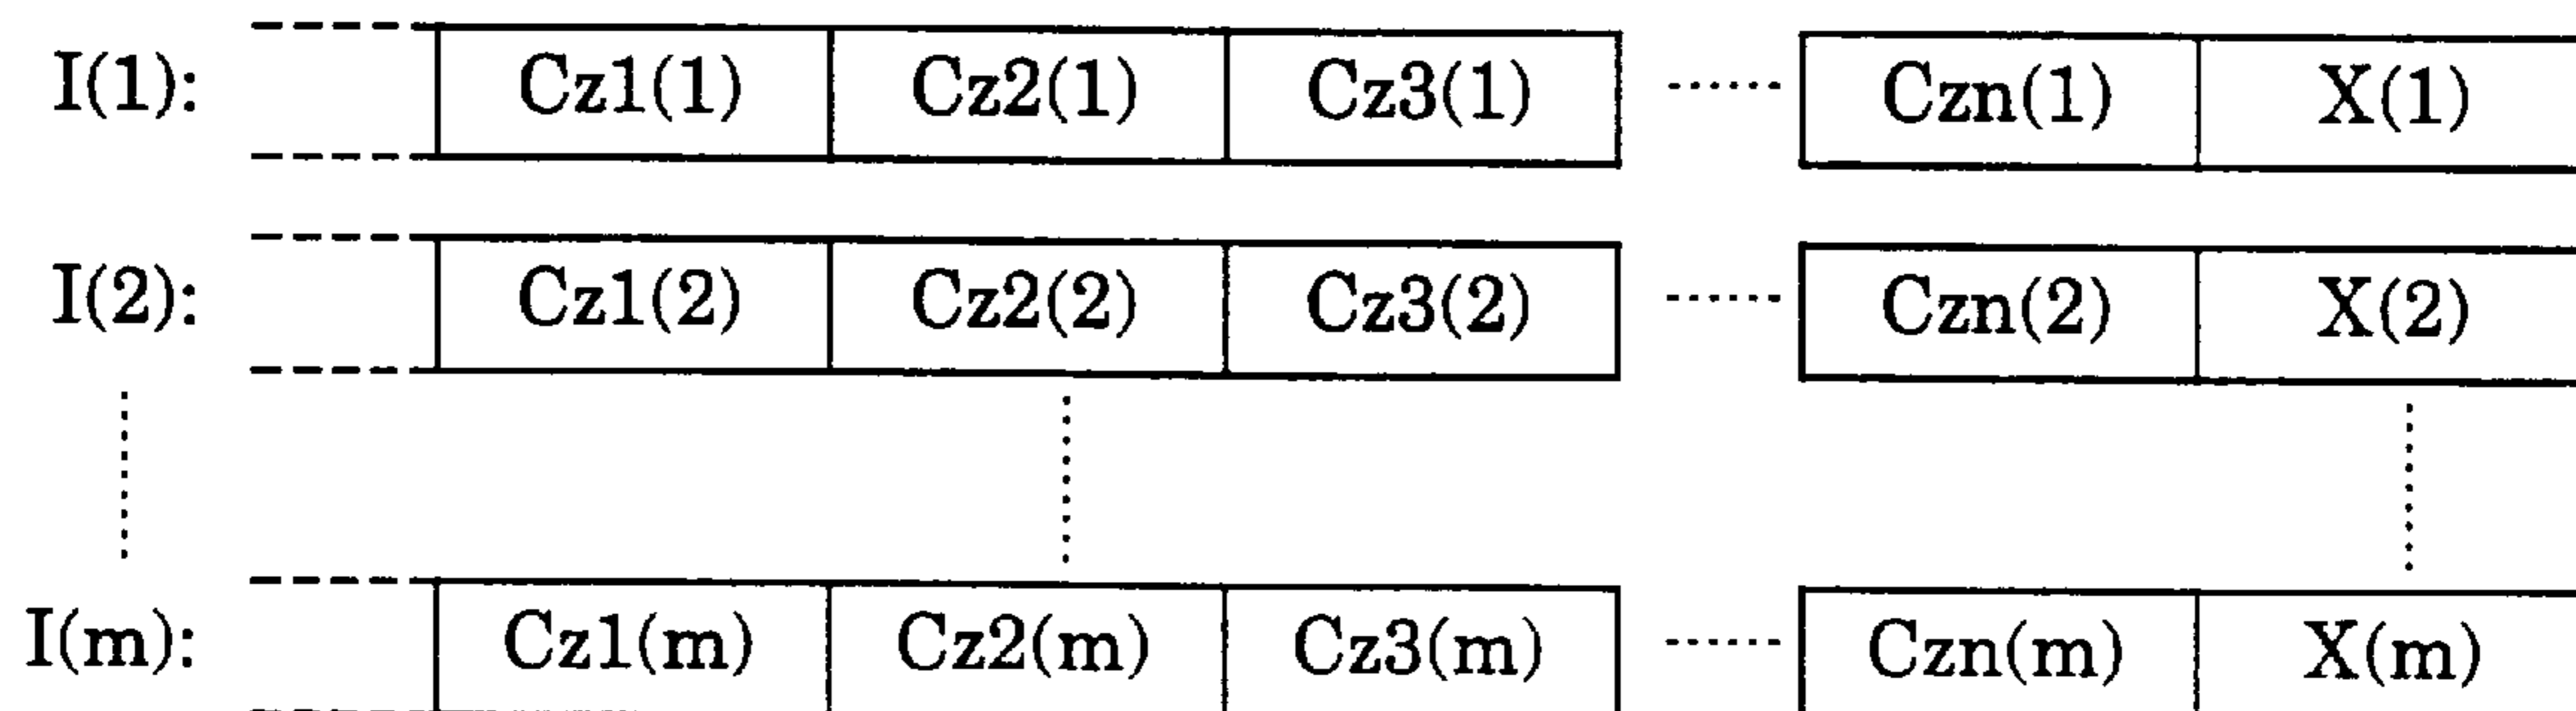 I(1): Cz1(1) Cz2(1) Cz3(1) ...... Czn(1) X(1)
I(2): Cz1(2) Cz2(2) Cz3(2) ...... Czn(2) X(2)
I(m): Cz1(m) Cz2(m) Cz3(m) ...... Czn(m) X(m)